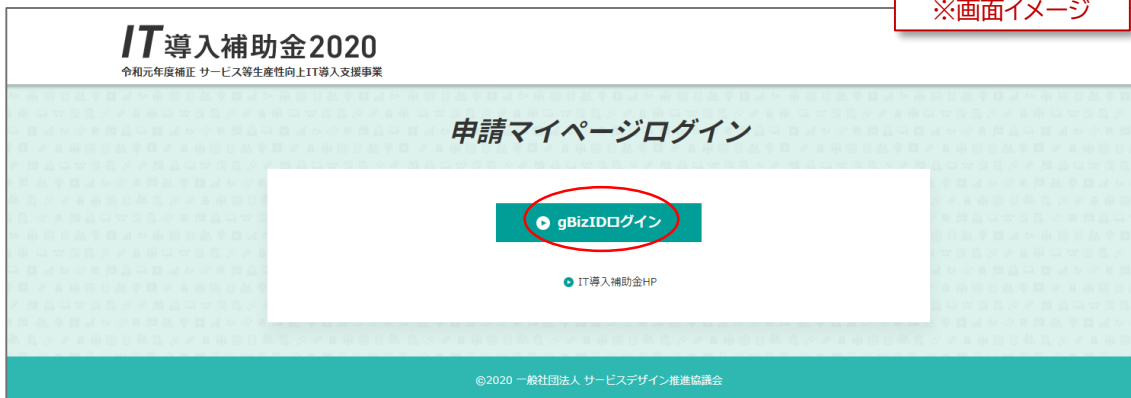 ※画面イメージ
IT導入補助金2020
令和元年度補正 サービス等生産性向上IT導入支援事業
申請マイページログイン
gBizIDログイン
IT導入補助金HP
©2020 一般社団法人 サービスデザイン推進協議会